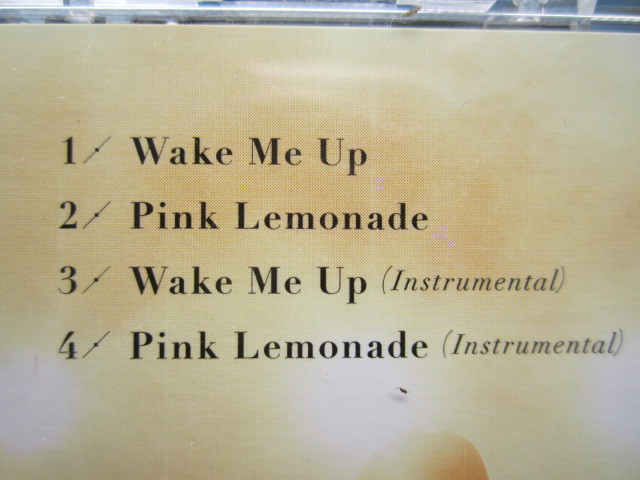 1/ Wake Me Up
2/ Pink Lemonade
3/ Wake Me Up (Instrumental)
4/ Pink Lemonade (Instrumental)